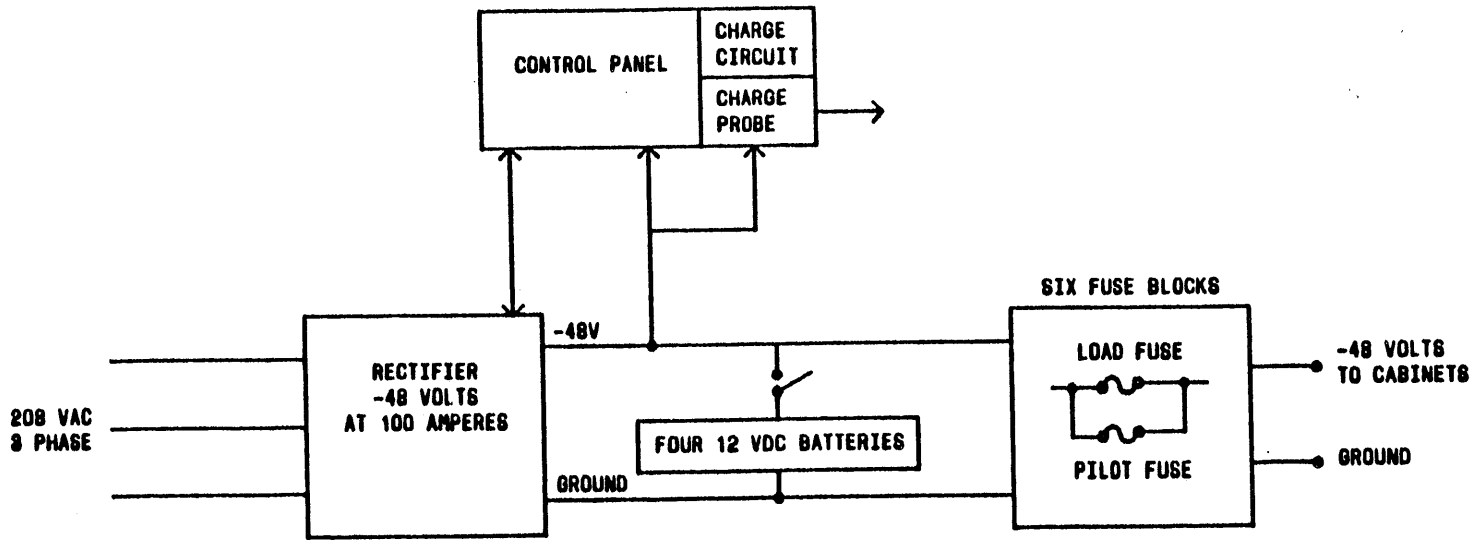 CONTROL PANEL
CHARGE
CIRCUIT
CHARGE
PROBE
SIX FUSE BLOCKS
-48V
RECTIFIER
-48 VOLTS
AT 100 AMPERES
208 VAC
3 PHASE
FOUR 12 VDC BATTERIES
GROUND
LOAD FUSE
PILOT FUSE
-48 VOLTS
TO CABINETS
GROUND